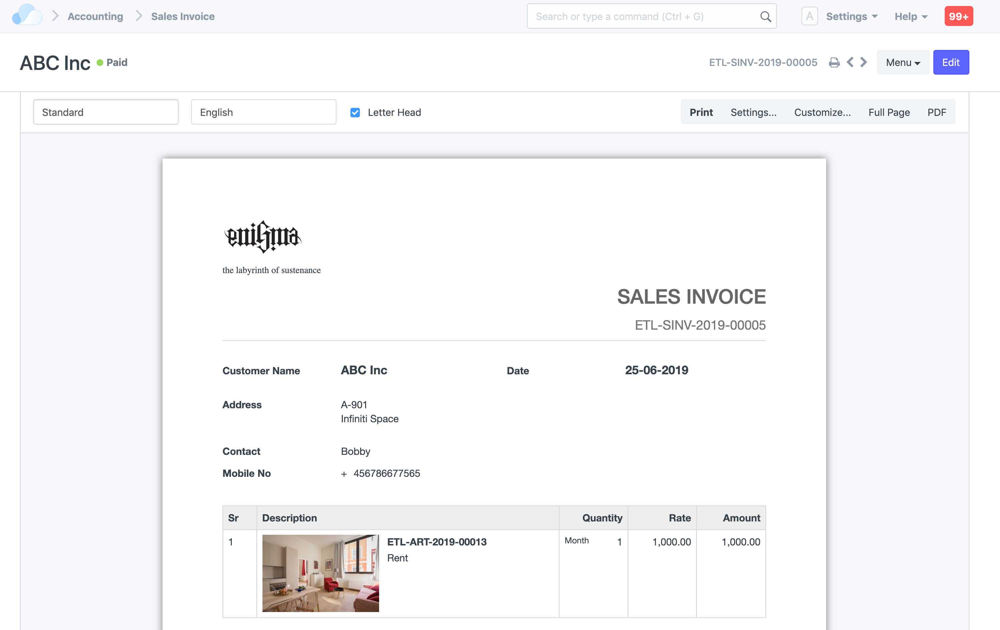 Accounting Sales Invoice Search or type a command (Ctrl + G) A Settings Help 99+
ABC Inc Paid ETL-SINV-2019-00005 Menu Edit
Standard English Letter Head Print Settings... Customize... Full Page PDF
enigma
the labyrinth of sustenance
SALES INVOICE
ETL-SINV-2019-00005
Customer Name ABC Inc Date 25-06-2019
Address A-901
Infiniti Space
Contact Bobby
Mobile No + 456786677565
Sr Description Quantity Rate Amount
1 ETL-ART-2019-00013 Month 1 1,000.00 1,000.00
Rent